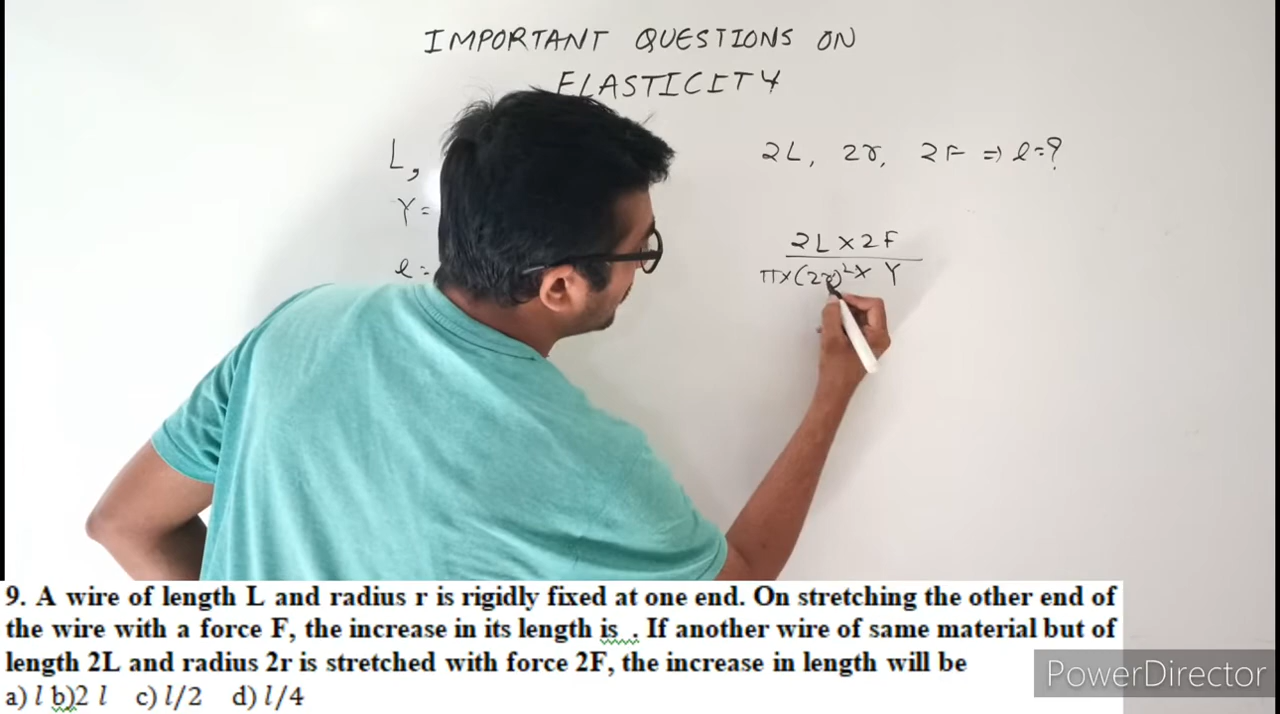 IMPORTANT QUESTIONS ON
ELASTICITY
L,
2L, 2r, 2F ⇒ l=?
Y=
2L×2F
l=
π×(2r)²× Y
9. A wire of length L and radius r is rigidly fixed at one end. On stretching the other end of
the wire with a force F, the increase in its length is . If another wire of same material but of
length 2L and radius 2r is stretched with force 2F, the increase in length will be
a) l b)2 l c) l/2 d) l/4
PowerDirector